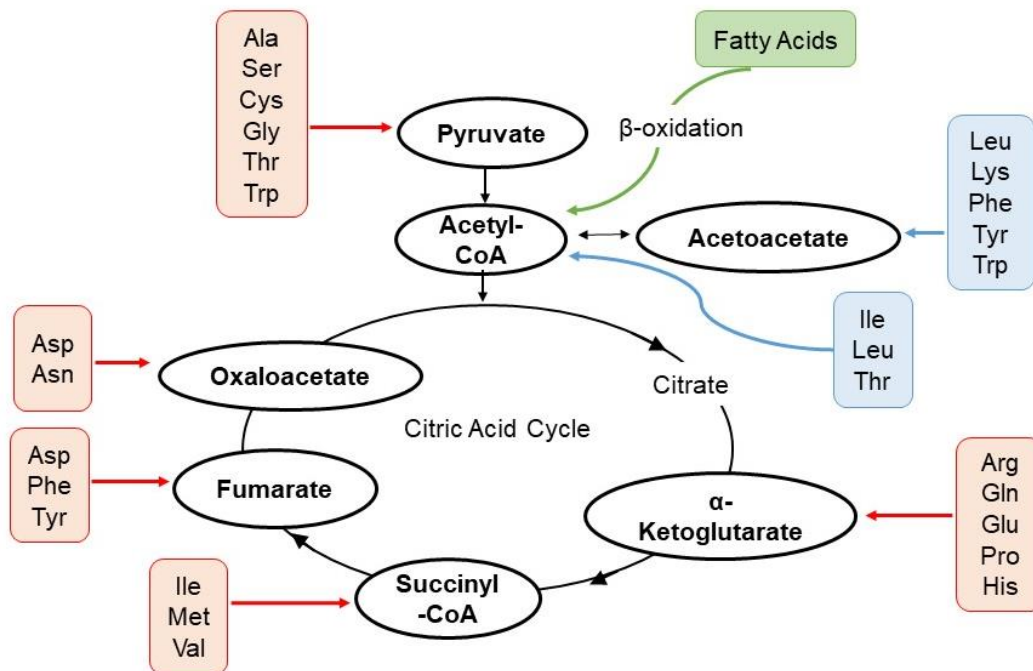 Ala
Ser
Cys
Gly
Thr
Trp
Pyruvate
Fatty Acids
β-oxidation
Leu
Lys
Phe
Tyr
Trp
Acetyl-
CoA
Acetoacetate
Ile
Leu
Thr
Asp
Asn
Oxaloacetate
Citrate
Citric Acid Cycle
Asp
Phe
Tyr
Fumarate
α-
Ketoglutarate
Arg
Gln
Glu
Pro
His
Ile
Met
Val
Succinyl
-CoA